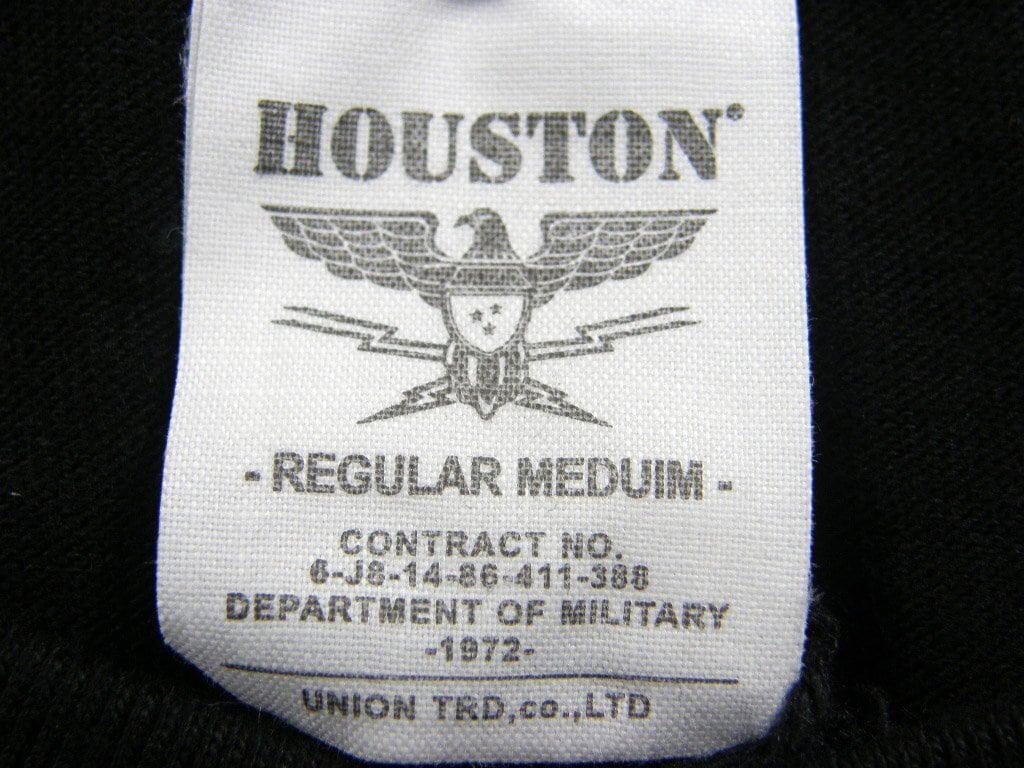 HOUSTON®
- REGULAR MEDUIM -
CONTRACT NO.
6-J8-14-86-411-388
DEPARTMENT OF MILITARY
-1972-
UNION TRD,co.,LTD